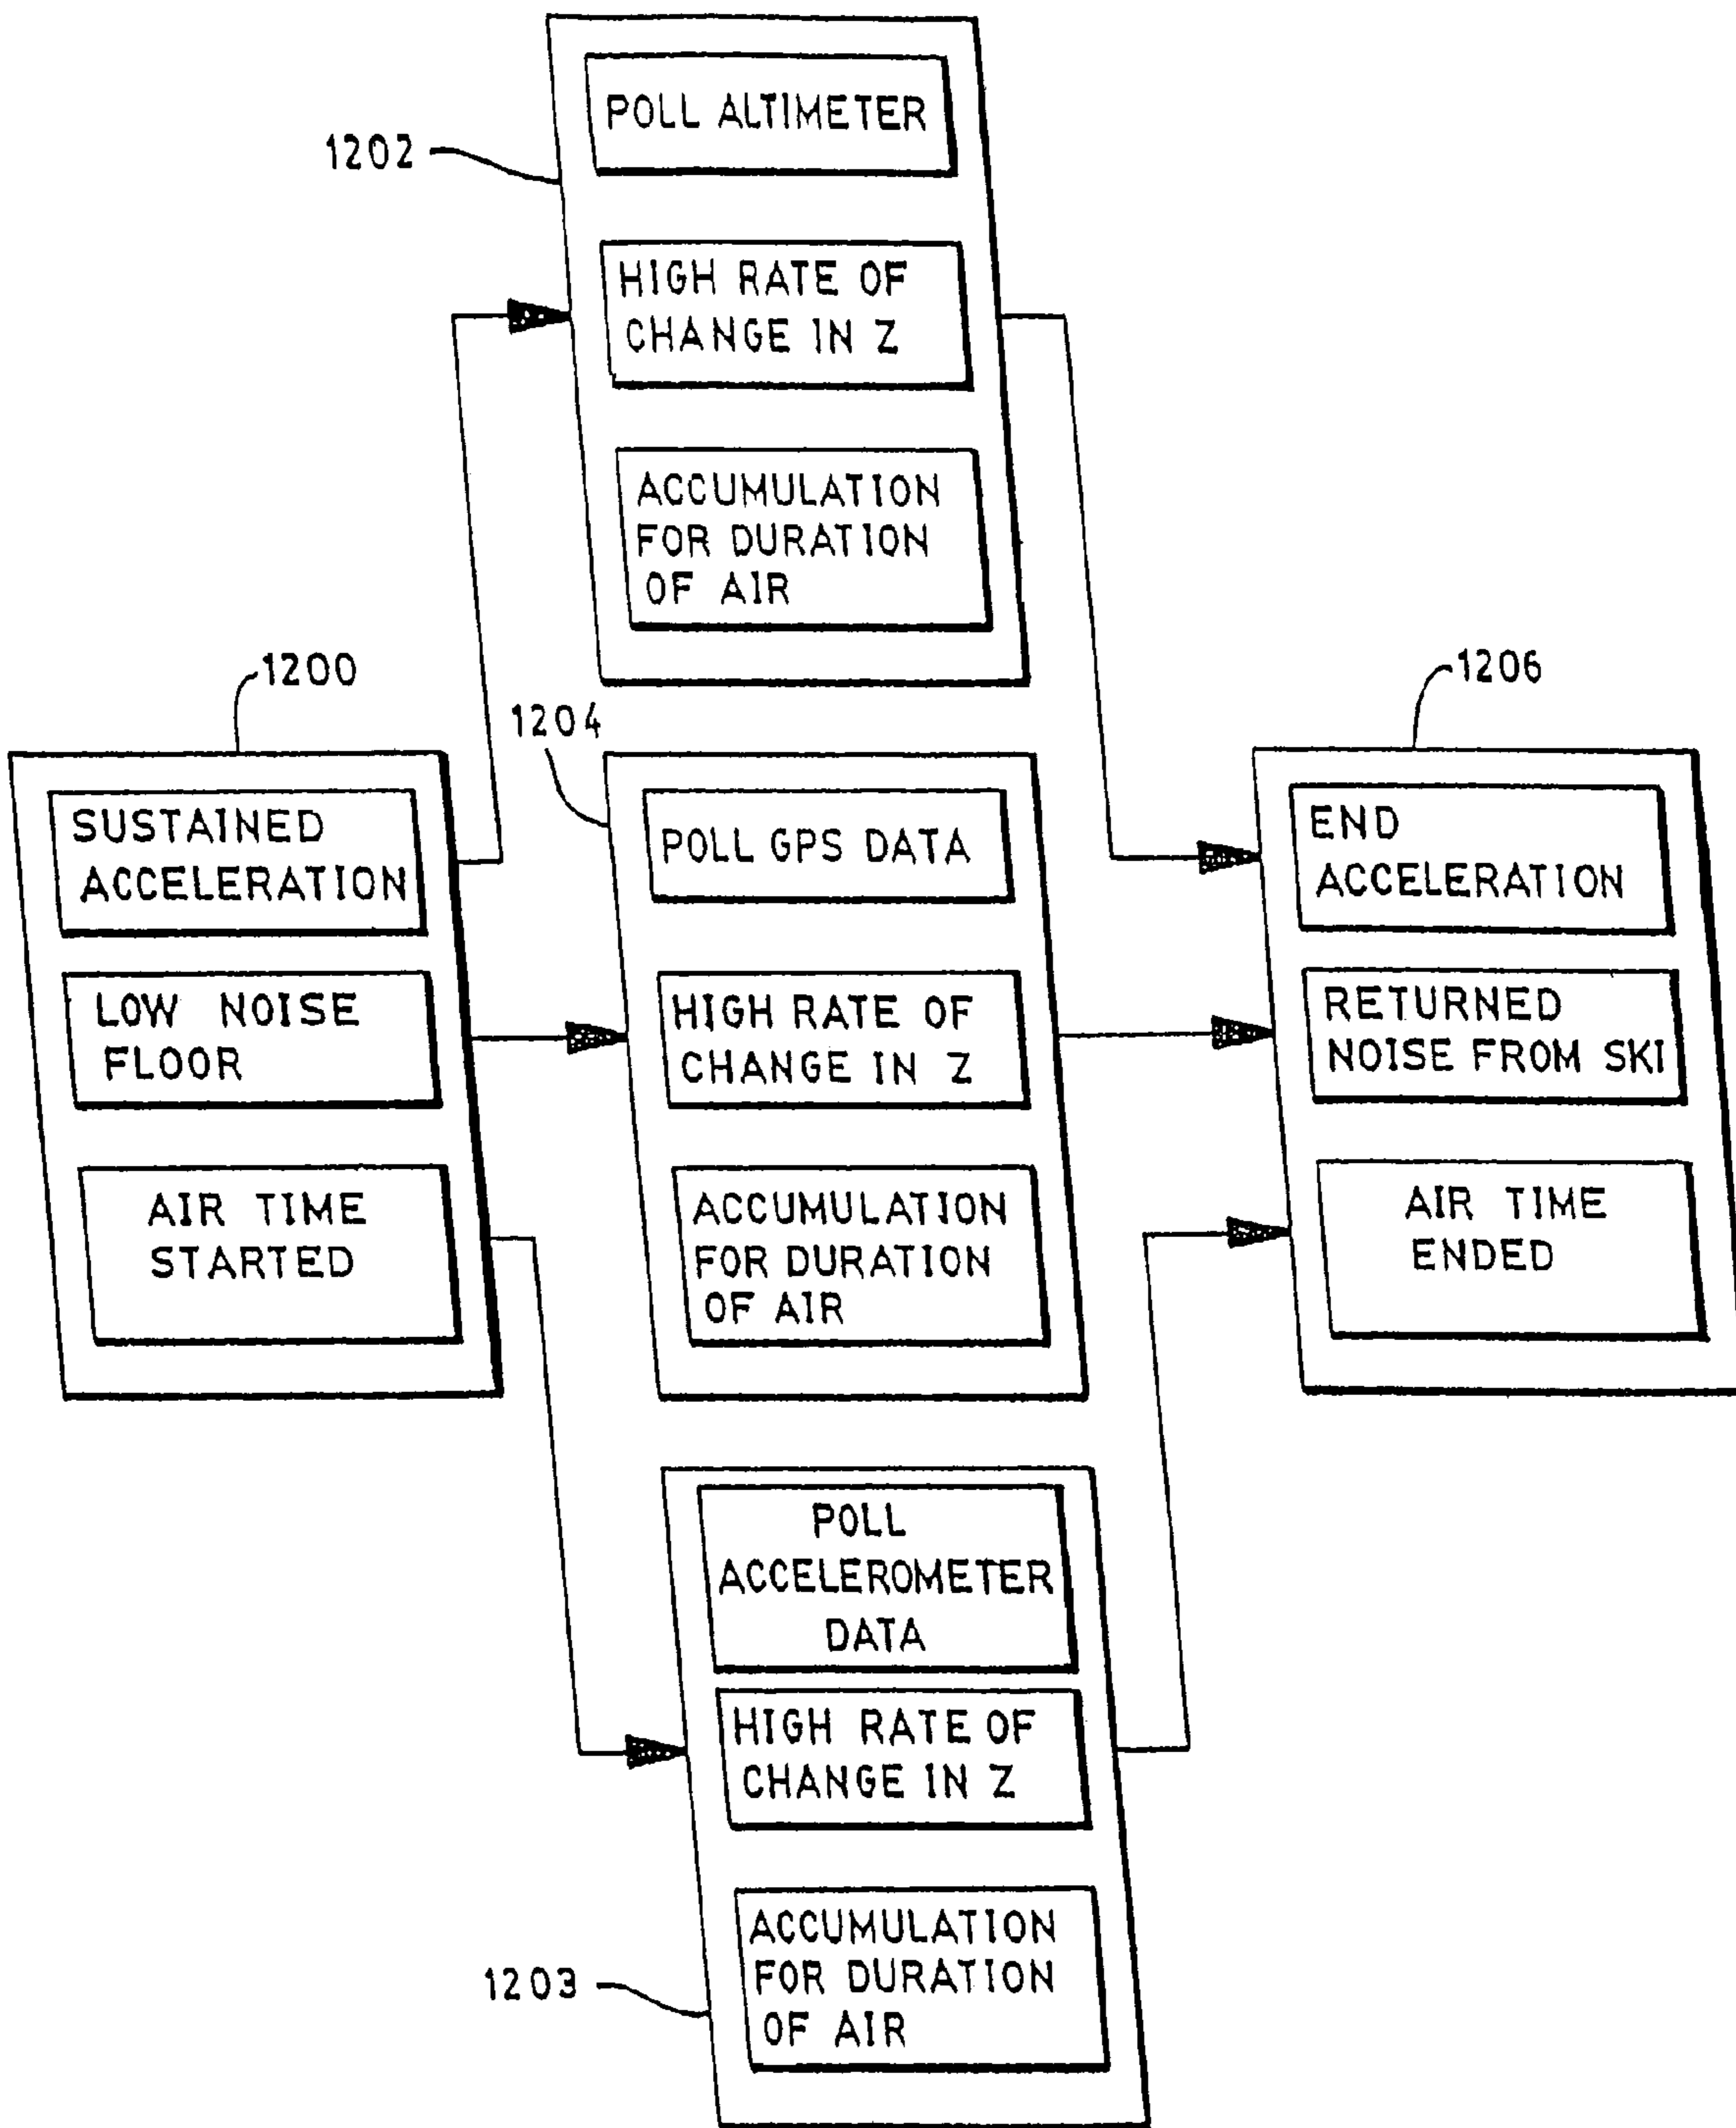 1202
POLL ALTIMETER
HIGH RATE OF
CHANGE IN Z
ACCUMULATION
FOR DURATION
OF AIR
1200
SUSTAINED
ACCELERATION
LOW NOISE
FLOOR
AIR TIME
STARTED
1204
POLL GPS DATA
HIGH RATE OF
CHANGE IN Z
ACCUMULATION
FOR DURATION
OF AIR
1206
END
ACCELERATION
RETURNED
NOISE FROM SKI
AIR TIME
ENDED
POLL
ACCELEROMETER
DATA
HIGH RATE OF
CHANGE IN Z
1203
ACCUMULATION
FOR DURATION
OF AIR